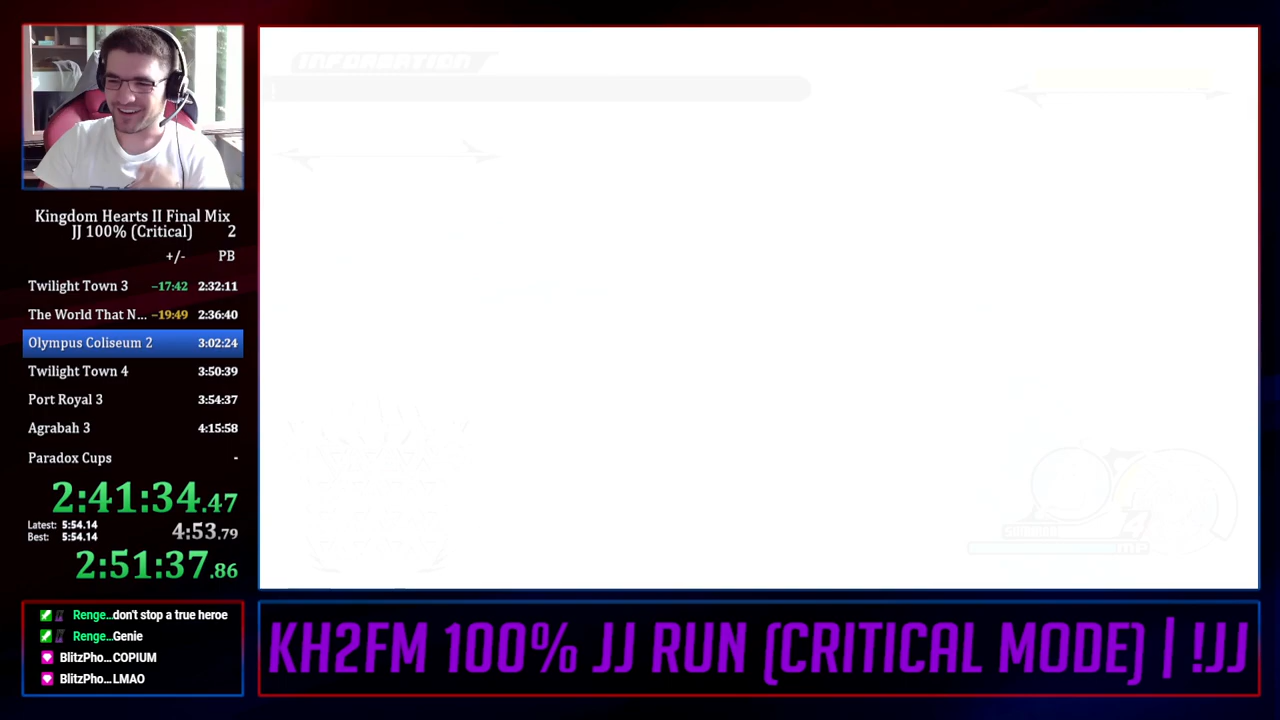 INFORMATION
Kingdom Hearts II Final Mix
JJ 100% (Critical) 2
+/- PB
Twilight Town 3 −17:42 2:32:11
The World That N... −19:49 2:36:40
Olympus Coliseum 2 3:02:24
Twilight Town 4 3:50:39
Port Royal 3 3:54:37
Agrabah 3 4:15:58
Paradox Cups -
2:41:34.47
Latest: 5:54.14
Best: 5:54.14
4:53.79
2:51:37.86
Renge...don't stop a true heroe
Renge...Genie
BlitzPho...COPIUM
BlitzPho...LMAO
KH2FM 100% JJ RUN (CRITICAL MODE) | !JJ